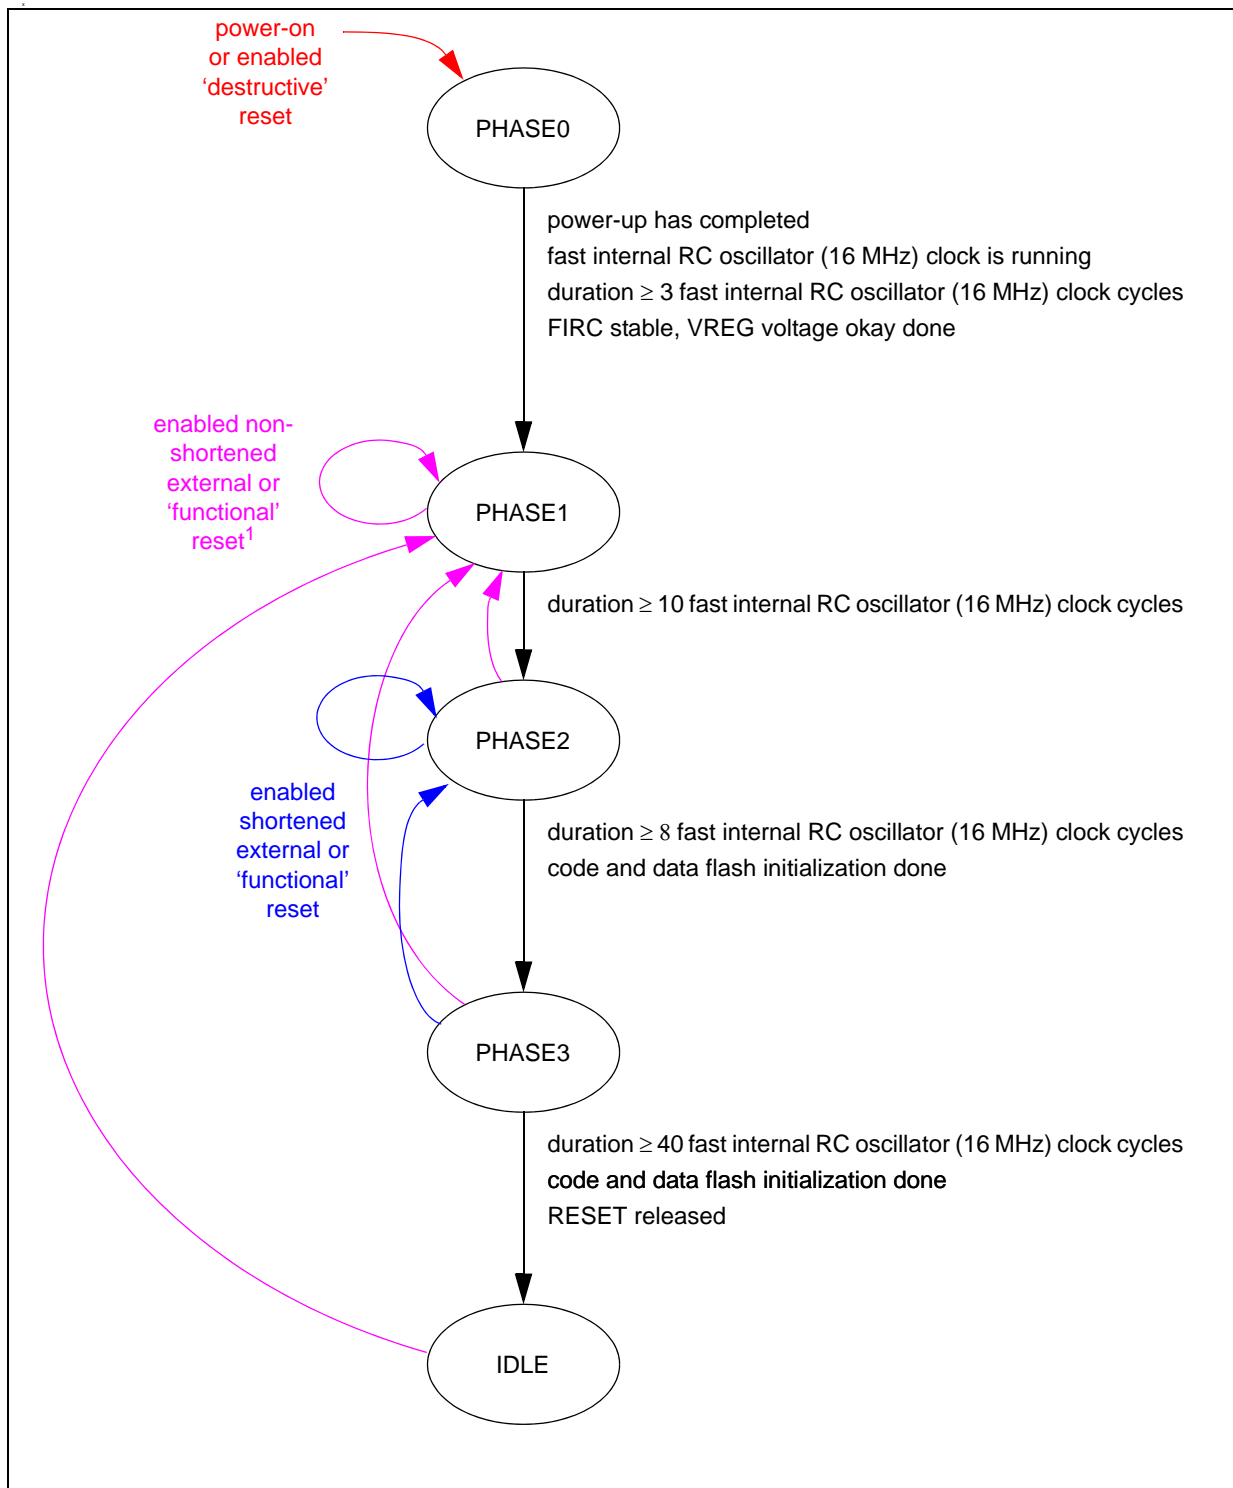 power-on
or enabled
‘destructive’
reset
PHASE0
power-up has completed
fast internal RC oscillator (16 MHz) clock is running
duration ≥ 3 fast internal RC oscillator (16 MHz) clock cycles
FIRC stable, VREG voltage okay done
enabled non-
shortened
external or
‘functional’
reset1
PHASE1
duration ≥ 10 fast internal RC oscillator (16 MHz) clock cycles
PHASE2
enabled
shortened
external or
‘functional’
reset
duration ≥ 8 fast internal RC oscillator (16 MHz) clock cycles
code and data flash initialization done
PHASE3
duration ≥ 40 fast internal RC oscillator (16 MHz) clock cycles
code and data flash initialization done
RESET released
IDLE